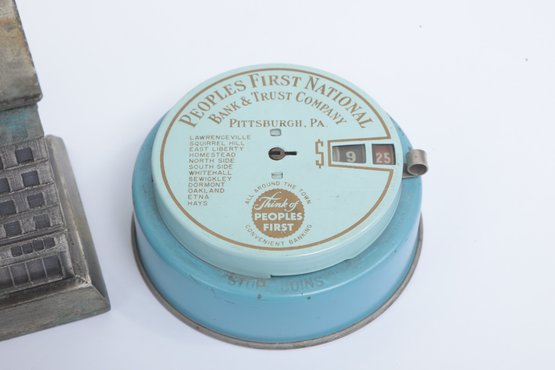 PEOPLES FIRST NATIONAL
BANK & TRUST COMPANY
PITTSBURGH, PA.
LAWRENCEVILLE
SQUIRREL HILL
EAST LIBERTY
HOMESTEAD
NORTH SIDE
SOUTH SIDE
WHITEHALL
SEWICKLEY
DORMONT
OAKLAND
ETNA
HAYS
$ 9 25
ALL AROUND THE TOWN
Think of
PEOPLES
FIRST
CONVENIENT BANKING
COINS